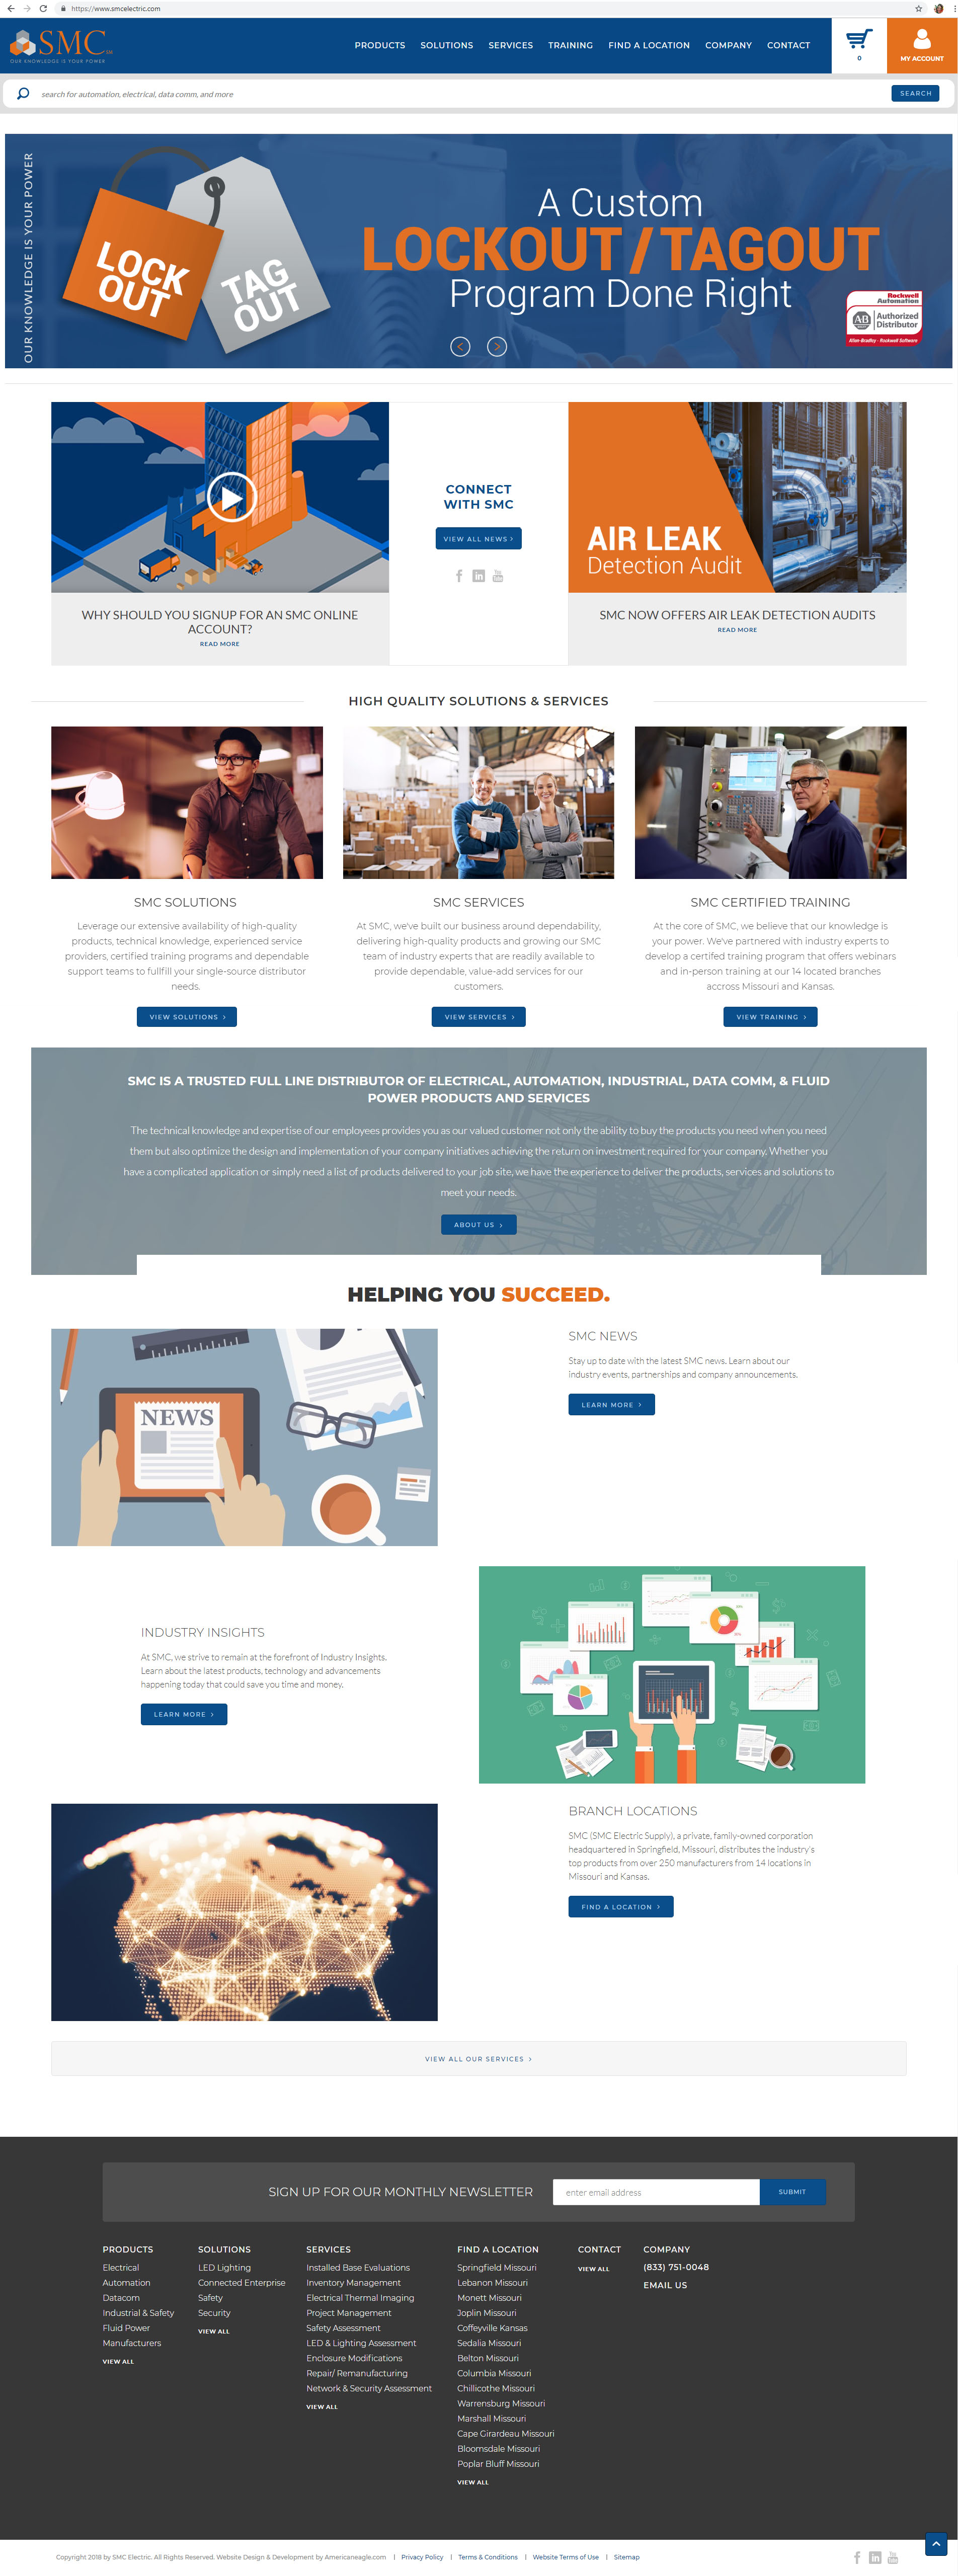 https://www.smcelectric.com
SMC
OUR KNOWLEDGE IS YOUR POWER
PRODUCTS SOLUTIONS SERVICES TRAINING FIND A LOCATION COMPANY CONTACT
0
MY ACCOUNT
search for automation, electrical, data comm, and more
SEARCH
OUR KNOWLEDGE IS YOUR POWER
LOCK
OUT
TAG
OUT
A Custom
LOCKOUT/TAGOUT
Program Done Right
Rockwell
Automation
AB
Authorized
Distributor
Allen-Bradley · Rockwell Software
CONNECT
WITH SMC
VIEW ALL NEWS >
f in You Tube
AIR LEAK
Detection Audit
WHY SHOULD YOU SIGNUP FOR AN SMC ONLINE
ACCOUNT?
READ MORE
SMC NOW OFFERS AIR LEAK DETECTION AUDITS
READ MORE
HIGH QUALITY SOLUTIONS & SERVICES
SMC SOLUTIONS
Leverage our extensive availability of high-quality
products, technical knowledge, experienced service
providers, certified training programs and dependable
support teams to fullfill your single-source distributor
needs.
VIEW SOLUTIONS >
SMC SERVICES
At SMC, we've built our business around dependability,
delivering high-quality products and growing our SMC
team of industry experts that are readily available to
provide dependable, value-add services for our
customers.
VIEW SERVICES >
SMC CERTIFIED TRAINING
At the core of SMC, we believe that our knowledge is
your power. We've partnered with industry experts to
develop a certifed training program that offers webinars
and in-person training at our 14 located branches
accross Missouri and Kansas.
VIEW TRAINING >
SMC IS A TRUSTED FULL LINE DISTRIBUTOR OF ELECTRICAL, AUTOMATION, INDUSTRIAL, DATA COMM, & FLUID
POWER PRODUCTS AND SERVICES
The technical knowledge and expertise of our employees provides you as our valued customer not only the ability to buy the products you need when you need
them but also optimize the design and implementation of your company initiatives achieving the return on investment required for your company. Whether you
have a complicated application or simply need a list of products delivered to your job site, we have the experience to deliver the products, services and solutions to
meet your needs.
ABOUT US >
HELPING YOU SUCCEED.
NEWS
SMC NEWS
Stay up to date with the latest SMC news. Learn about our
industry events, partnerships and company announcements.
LEARN MORE >
INDUSTRY INSIGHTS
At SMC, we strive to remain at the forefront of Industry Insights.
Learn about the latest products, technology and advancements
happening today that could save you time and money.
LEARN MORE >
BRANCH LOCATIONS
SMC (SMC Electric Supply), a private, family-owned corporation
headquartered in Springfield, Missouri, distributes the industry's
top products from over 250 manufacturers from 14 locations in
Missouri and Kansas.
FIND A LOCATION >
VIEW ALL OUR SERVICES >
SIGN UP FOR OUR MONTHLY NEWSLETTER
enter email address
SUBMIT
PRODUCTS
Electrical
Automation
Datacom
Industrial & Safety
Fluid Power
Manufacturers
VIEW ALL
SOLUTIONS
LED Lighting
Connected Enterprise
Safety
Security
VIEW ALL
SERVICES
Installed Base Evaluations
Inventory Management
Electrical Thermal Imaging
Project Management
Safety Assessment
LED & Lighting Assessment
Enclosure Modifications
Repair/ Remanufacturing
Network & Security Assessment
VIEW ALL
FIND A LOCATION
Springfield Missouri
Lebanon Missouri
Monett Missouri
Joplin Missouri
Coffeyville Kansas
Sedalia Missouri
Belton Missouri
Columbia Missouri
Chillicothe Missouri
Warrensburg Missouri
Marshall Missouri
Cape Girardeau Missouri
Bloomsdale Missouri
Poplar Bluff Missouri
VIEW ALL
CONTACT
VIEW ALL
COMPANY
(833) 751-0048
EMAIL US
Copyright 2018 by SMC Electric. All Rights Reserved. Website Design & Development by Americaneagle.com | Privacy Policy | Terms & Conditions | Website Terms of Use | Sitemap
f in You Tube